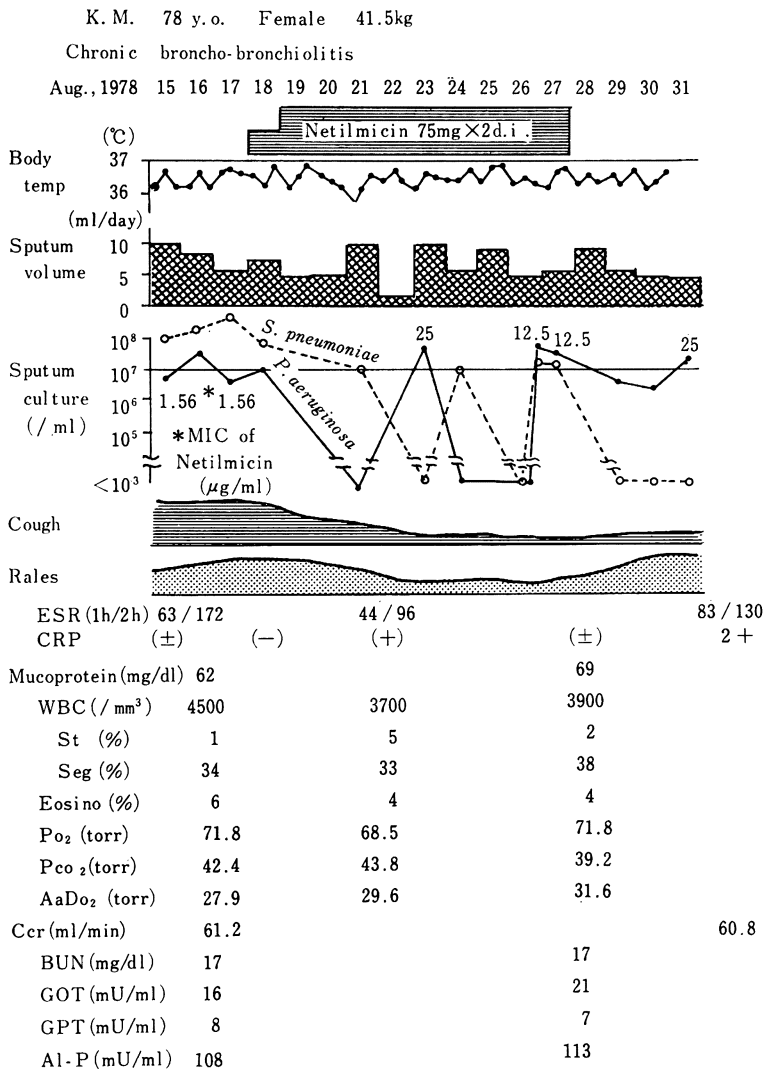 K. M. 78 y.o. Female 41.5kg
Chronic broncho-bronchiolitis
Aug., 1978 15 16 17 18 19 20 21 22 23 24 25 26 27 28 29 30 31
Netilmicin 75mg×2d.i.
(℃)
Body temp
37
36
(ml/day)
Sputum volume
10
5
0
Sputum culture (/ml)
10⁸
10⁷
10⁶
10⁵
<10³
S. pneumoniae
P. aeruginosa
25 12.5 12.5 25
1.56 * 1.56
*MIC of
Netilmicin
(μg/ml)
Cough
Rales
ESR (1h/2h) 63/172 44/96 83/130
CRP (±) (−) (+) (±) 2+
Mucoprotein (mg/dl) 62 69
WBC (/mm³) 4500 3700 3900
St (%) 1 5 2
Seg (%) 34 33 38
Eosino (%) 6 4 4
Po₂ (torr) 71.8 68.5 71.8
Pco₂ (torr) 42.4 43.8 39.2
AaDo₂ (torr) 27.9 29.6 31.6
Ccr (ml/min) 61.2 60.8
BUN (mg/dl) 17 17
GOT (mU/ml) 16 21
GPT (mU/ml) 8 7
Al-P (mU/ml) 108 113